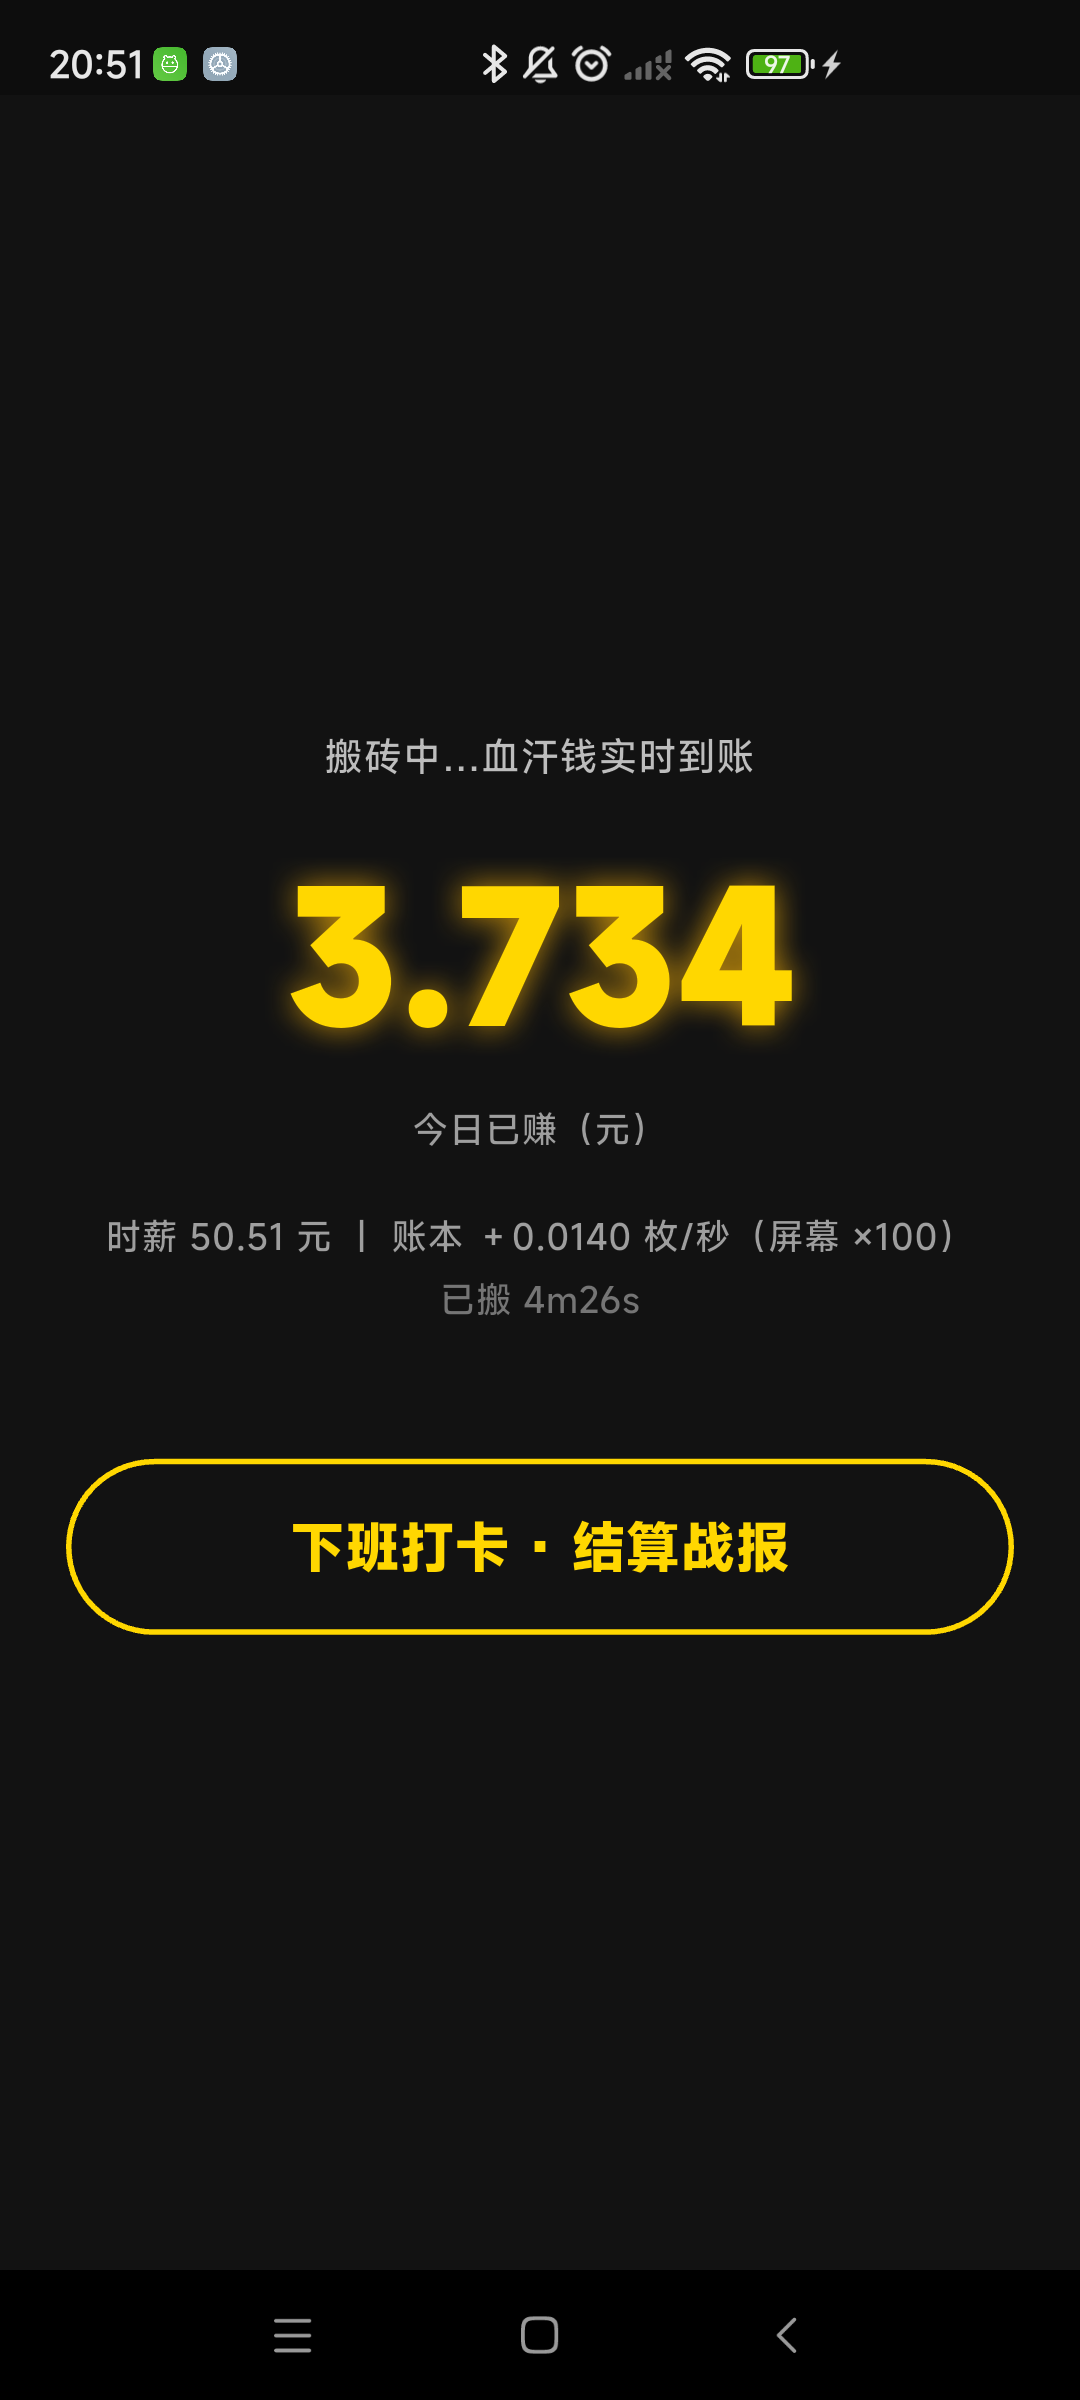 20:51 97
搬砖中...血汗钱实时到账
3.734
今日已赚（元）
时薪 50.51 元 | 账本 +0.0140 枚/秒（屏幕 ×100）
已搬 4m26s
下班打卡 · 结算战报